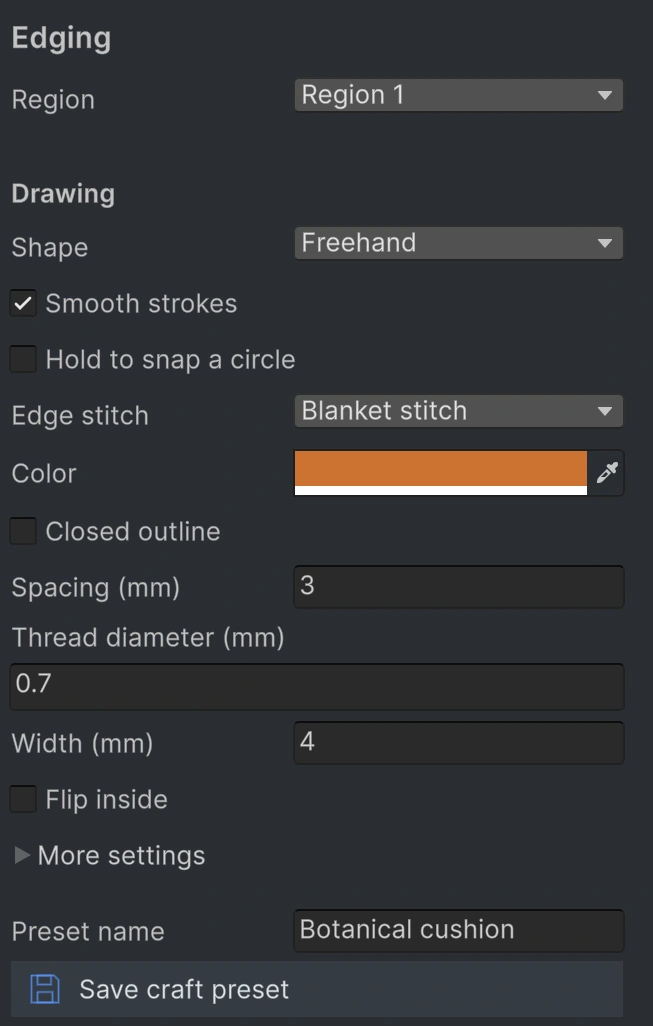 Edging
Region
Region 1
Drawing
Shape
Freehand
Smooth strokes
Hold to snap a circle
Edge stitch
Blanket stitch
Color
Closed outline
Spacing (mm)
3
Thread diameter (mm)
0.7
Width (mm)
4
Flip inside
More settings
Preset name
Botanical cushion
Save craft preset